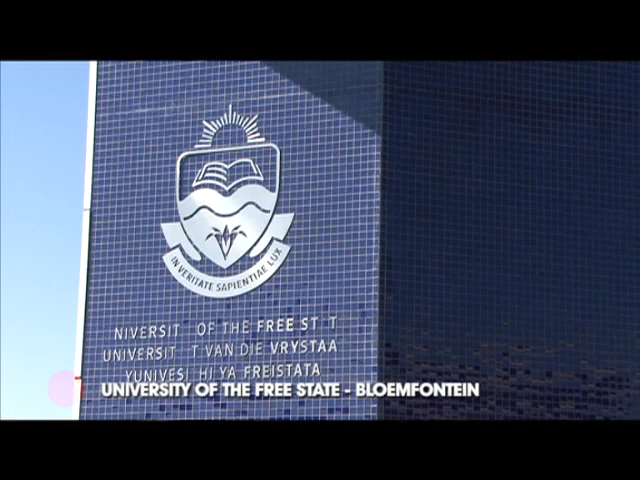 IN VERITATE SAPIENTIAE LUX
NIVERSIT OF THE FREE ST T
UNIVERSIT T VAN DIE VRYSTAA
YUNIVESI HI YA FREISTATA
UNIVERSITY OF THE FREE STATE - BLOEMFONTEIN